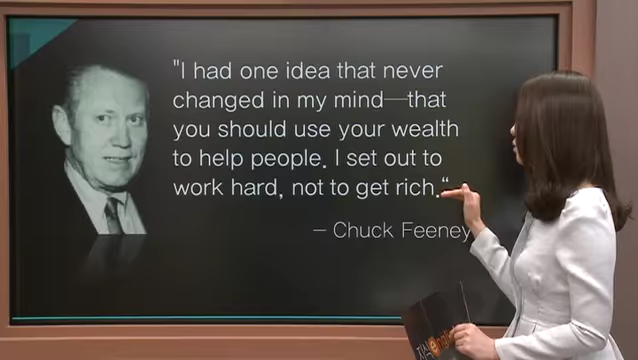 "I had one idea that never
changed in my mind—that
you should use your wealth
to help people. I set out to
work hard, not to get rich.“
– Chuck Feeney